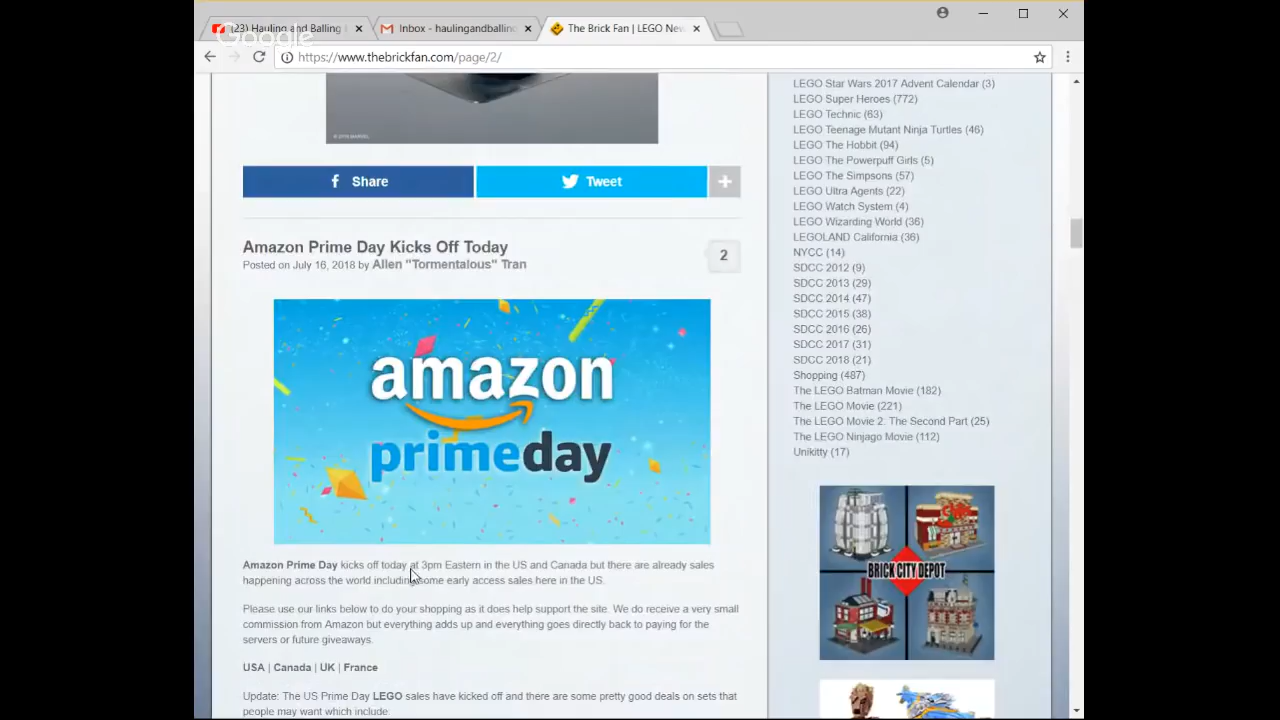 (23) Hauling and Balling
Inbox - haulingandballin
The Brick Fan | LEGO Ne
Google
https://www.thebrickfan.com/page/2/
Share
Tweet
Amazon Prime Day Kicks Off Today
Posted on July 16, 2018 by Allen "Tormentalous" Tran
2
amazon
primeday
Amazon Prime Day kicks off today at 3pm Eastern in the US and Canada but there are already sales
happening across the world including some early access sales here in the US.
Please use our links below to do your shopping as it does help support the site. We do receive a very small
commission from Amazon but everything adds up and everything goes directly back to paying for the
servers or future giveaways.
USA | Canada | UK | France
Update: The US Prime Day LEGO sales have kicked off and there are some pretty good deals on sets that
people may want which include
LEGO Star Wars 2017 Advent Calendar (3)
LEGO Super Heroes (772)
LEGO Technic (63)
LEGO Teenage Mutant Ninja Turtles (46)
LEGO The Hobbit (94)
LEGO The Powerpuff Girls (5)
LEGO The Simpsons (57)
LEGO Ultra Agents (22)
LEGO Watch System (4)
LEGO Wizarding World (36)
LEGOLAND California (36)
NYCC (14)
SDCC 2012 (9)
SDCC 2013 (29)
SDCC 2014 (47)
SDCC 2015 (38)
SDCC 2016 (26)
SDCC 2017 (31)
SDCC 2018 (21)
Shopping (487)
The LEGO Batman Movie (182)
The LEGO Movie (221)
The LEGO Movie 2: The Second Part (25)
The LEGO Ninjago Movie (112)
Unikitty (17)
BRICK CITY DEPOT